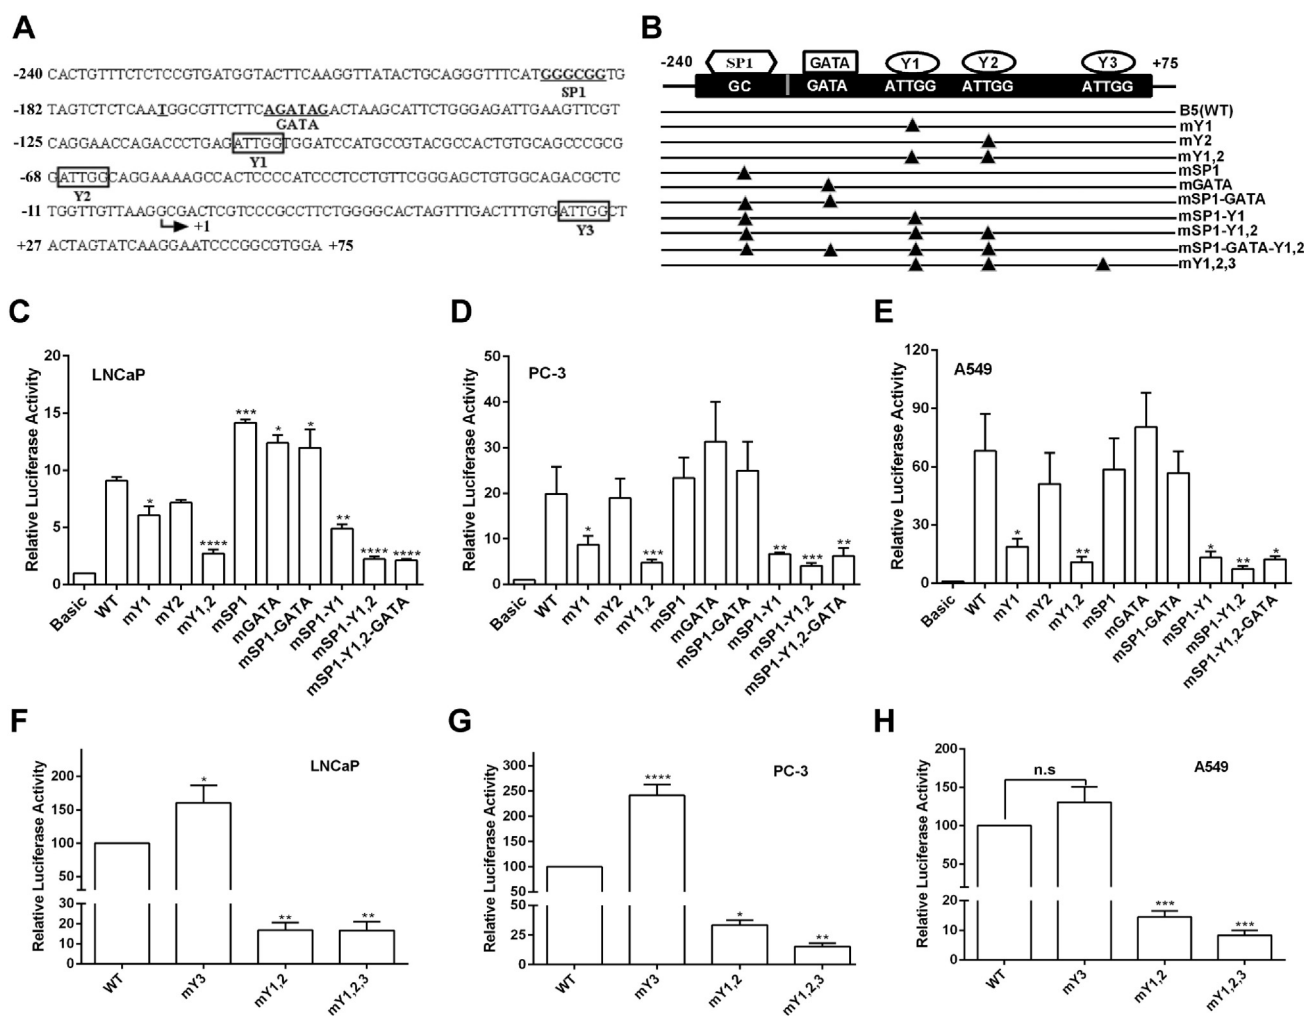 A
-240 CACTGTTTCTCTCCGTGATGGTACTTCAAGGTTATACTGCAGGGTTTCATGGGCGGTG
SP1
-182 TAGTCTCTCAATGGCGTTCTTCAGATAGACTAAGCATTCTGGGAGATTGAAGTTCGT
GATA
-125 CAGGAACCAGACCCTGAGATTGGTGGATCCATGCCGTACGCCACTGTGCAGCCCGCG
Y1
-68 GATTGGCAGGAAAAGCCACTCCCCATCCCTCCTGTTCGGGAGCTGTGGCAGACGCTC
Y2
-11 TGGTTGTTAAGGCGACTCGTCCCGCCTTCTGGGGCACTAGTTTGACTTTGTGATTGGCT
+1
Y3
+27 ACTAGTATCAAGGAATCCCGGCGTGGA +75
B
-240 SP1 GATA Y1 Y2 Y3 +75
GC GATA ATTGG ATTGG ATTGG
B5(WT)
mY1
mY2
mY1,2
mSP1
mGATA
mSP1-GATA
mSP1-Y1
mSP1-Y1,2
mSP1-GATA-Y1,2
mY1,2,3
C
LNCaP
Relative Luciferase Activity
20
15
10
5
0
*
****
***
*
*
**
****
****
Basic
WT
mY1
mY2
mY1,2
mSP1
mGATA
mSP1-GATA
mSP1-Y1
mSP1-Y1,2
mSP1-Y1,2-GATA
D
PC-3
Relative Luciferase Activity
50
40
30
20
10
0
*
***
**
***
**
Basic
WT
mY1
mY2
mY1,2
mSP1
mGATA
mSP1-GATA
mSP1-Y1
mSP1-Y1,2
mSP1-Y1,2-GATA
E
A549
Relative Luciferase Activity
120
90
60
30
0
*
**
*
**
*
Basic
WT
mY1
mY2
mY1,2
mSP1
mGATA
mSP1-GATA
mSP1-Y1
mSP1-Y1,2
mSP1-Y1,2-GATA
F
LNCaP
Relative Luciferase Activity
200
150
100
50
30
20
10
0
*
**
**
WT
mY3
mY1,2
mY1,2,3
G
PC-3
Relative Luciferase Activity
300
250
200
150
100
50
50
25
0
****
*
**
WT
mY3
mY1,2
mY1,2,3
H
A549
Relative Luciferase Activity
200
150
100
50
20
10
0
n.s
***
***
WT
mY3
mY1,2
mY1,2,3